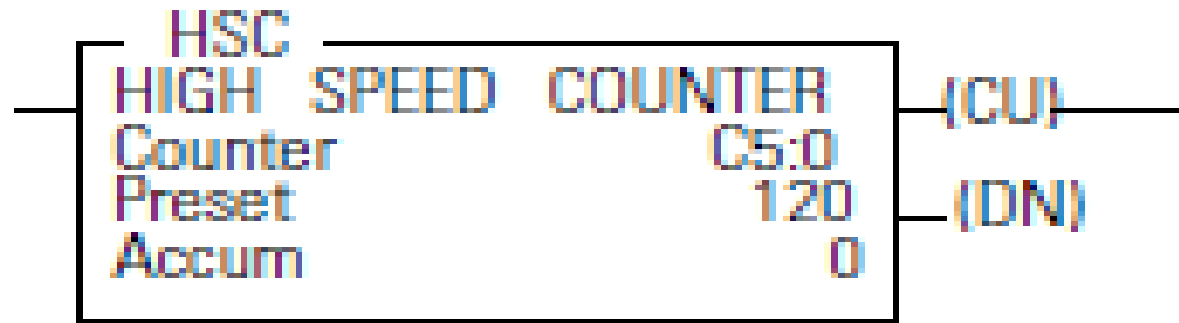 HSC
HIGH SPEED COUNTER (CU)
Counter C5:0
Preset 120 (DN)
Accum 0